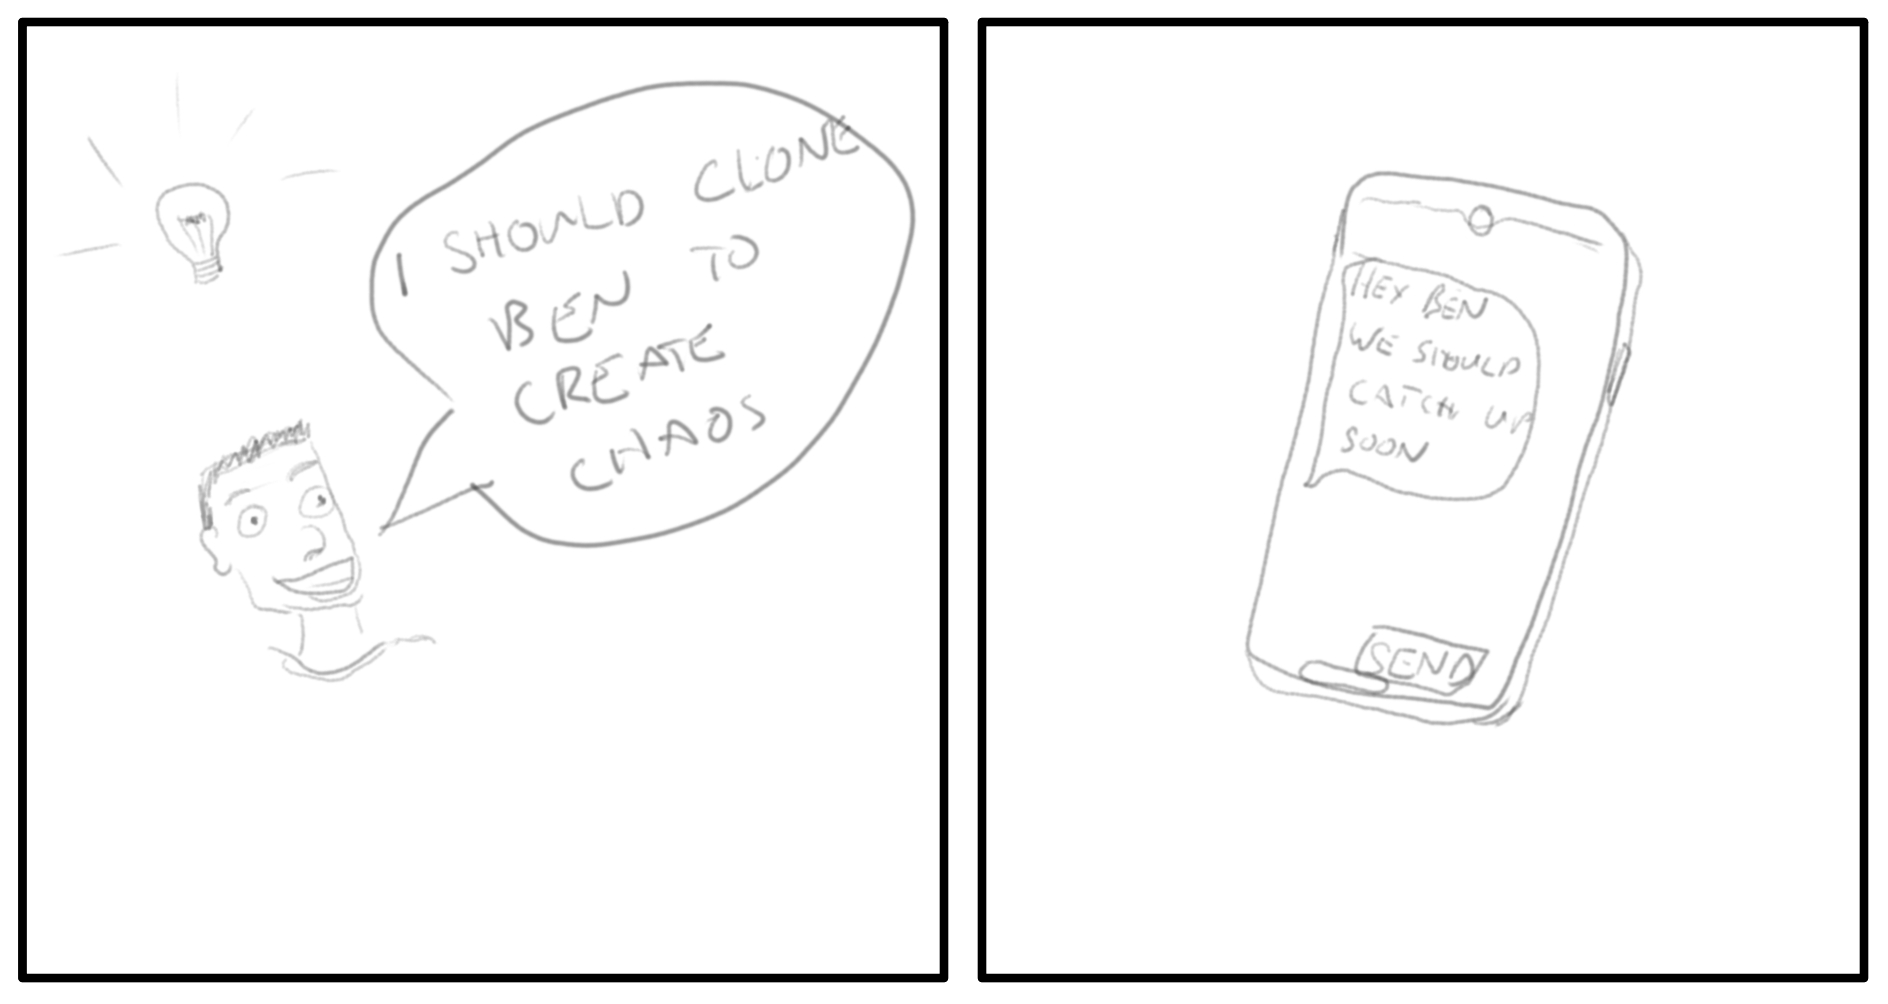 I SHOULD CLONE
BEN TO
CREATE
CHAOS
HEY BEN
WE SHOULD
CATCH UP
SOON
SEND